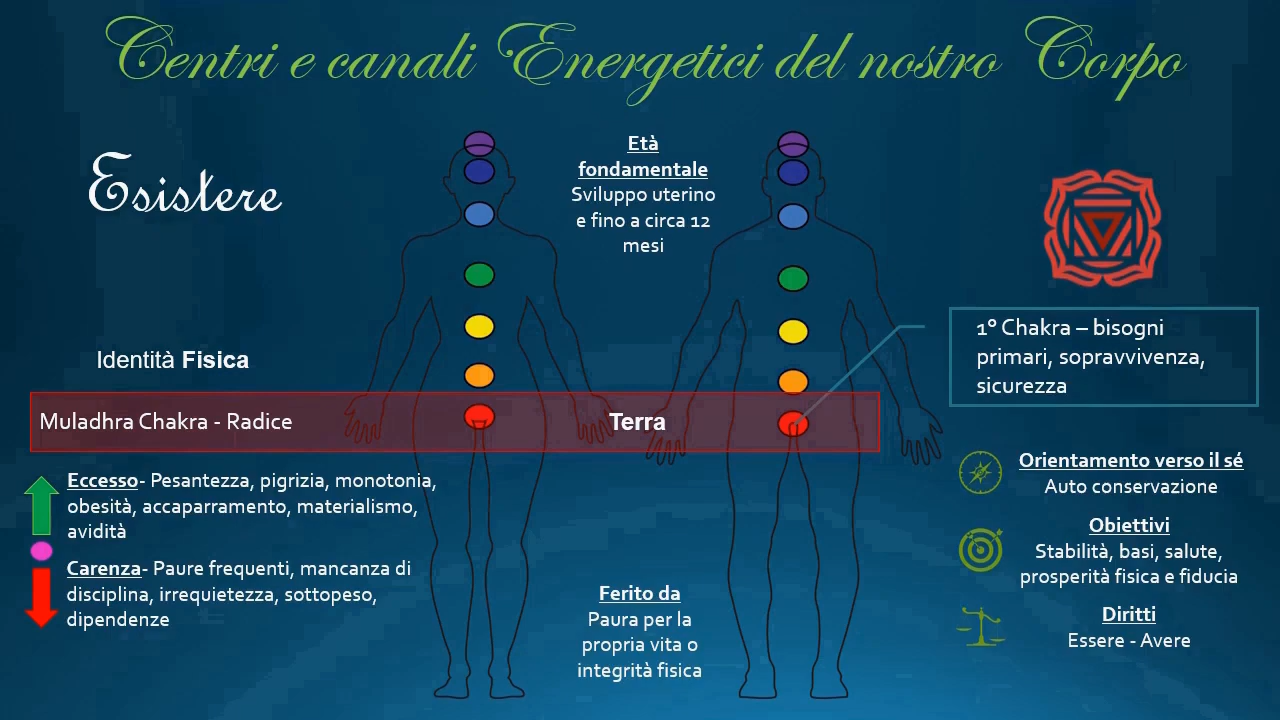 Centri e canali Energetici del nostro Corpo
Esistere
Età
fondamentale
Sviluppo uterino
e fino a circa 12
mesi
1° Chakra – bisogni
primari, sopravvivenza,
sicurezza
Identità Fisica
Muladhra Chakra - Radice
Terra
Eccesso- Pesantezza, pigrizia, monotonia,
obesità, accaparramento, materialismo,
avidità
Carenza- Paure frequenti, mancanza di
disciplina, irrequietezza, sottopeso,
dipendenze
Ferito da
Paura per la
propria vita o
integrità fisica
Orientamento verso il sé
Auto conservazione
Obiettivi
Stabilità, basi, salute,
prosperità fisica e fiducia
Diritti
Essere - Avere